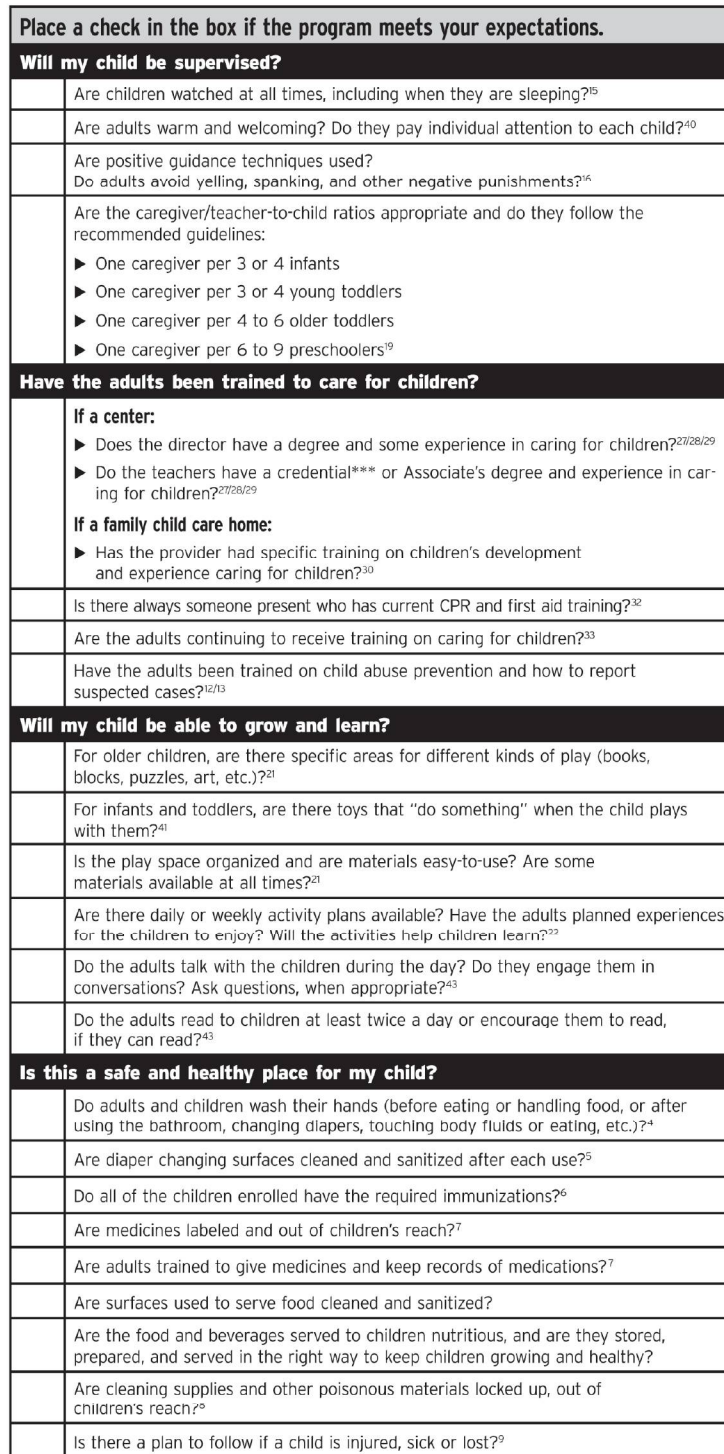 Place a check in the box if the program meets your expectations.
Will my child be supervised?
Are children watched at all times, including when they are sleeping?15
Are adults warm and welcoming? Do they pay individual attention to each child?40
Are positive guidance techniques used?
Do adults avoid yelling, spanking, and other negative punishments?16
Are the caregiver/teacher-to-child ratios appropriate and do they follow the
recommended guidelines:
▶ One caregiver per 3 or 4 infants
▶ One caregiver per 3 or 4 young toddlers
▶ One caregiver per 4 to 6 older toddlers
▶ One caregiver per 6 to 9 preschoolers19
Have the adults been trained to care for children?
If a center:
▶ Does the director have a degree and some experience in caring for children?27/28/29
▶ Do the teachers have a credential*** or Associate's degree and experience in car-
ing for children?27/28/29
If a family child care home:
▶ Has the provider had specific training on children's development
and experience caring for children?30
Is there always someone present who has current CPR and first aid training?32
Are the adults continuing to receive training on caring for children?33
Have the adults been trained on child abuse prevention and how to report
suspected cases?12/13
Will my child be able to grow and learn?
For older children, are there specific areas for different kinds of play (books,
blocks, puzzles, art, etc.)?21
For infants and toddlers, are there toys that "do something" when the child plays
with them?41
Is the play space organized and are materials easy-to-use? Are some
materials available at all times?21
Are there daily or weekly activity plans available? Have the adults planned experiences
for the children to enjoy? Will the activities help children learn?22
Do the adults talk with the children during the day? Do they engage them in
conversations? Ask questions, when appropriate?43
Do the adults read to children at least twice a day or encourage them to read,
if they can read?43
Is this a safe and healthy place for my child?
Do adults and children wash their hands (before eating or handling food, or after
using the bathroom, changing diapers, touching body fluids or eating, etc.)?4
Are diaper changing surfaces cleaned and sanitized after each use?5
Do all of the children enrolled have the required immunizations?6
Are medicines labeled and out of children's reach?7
Are adults trained to give medicines and keep records of medications?7
Are surfaces used to serve food cleaned and sanitized?
Are the food and beverages served to children nutritious, and are they stored,
prepared, and served in the right way to keep children growing and healthy?
Are cleaning supplies and other poisonous materials locked up, out of
children's reach?8
Is there a plan to follow if a child is injured, sick or lost?9